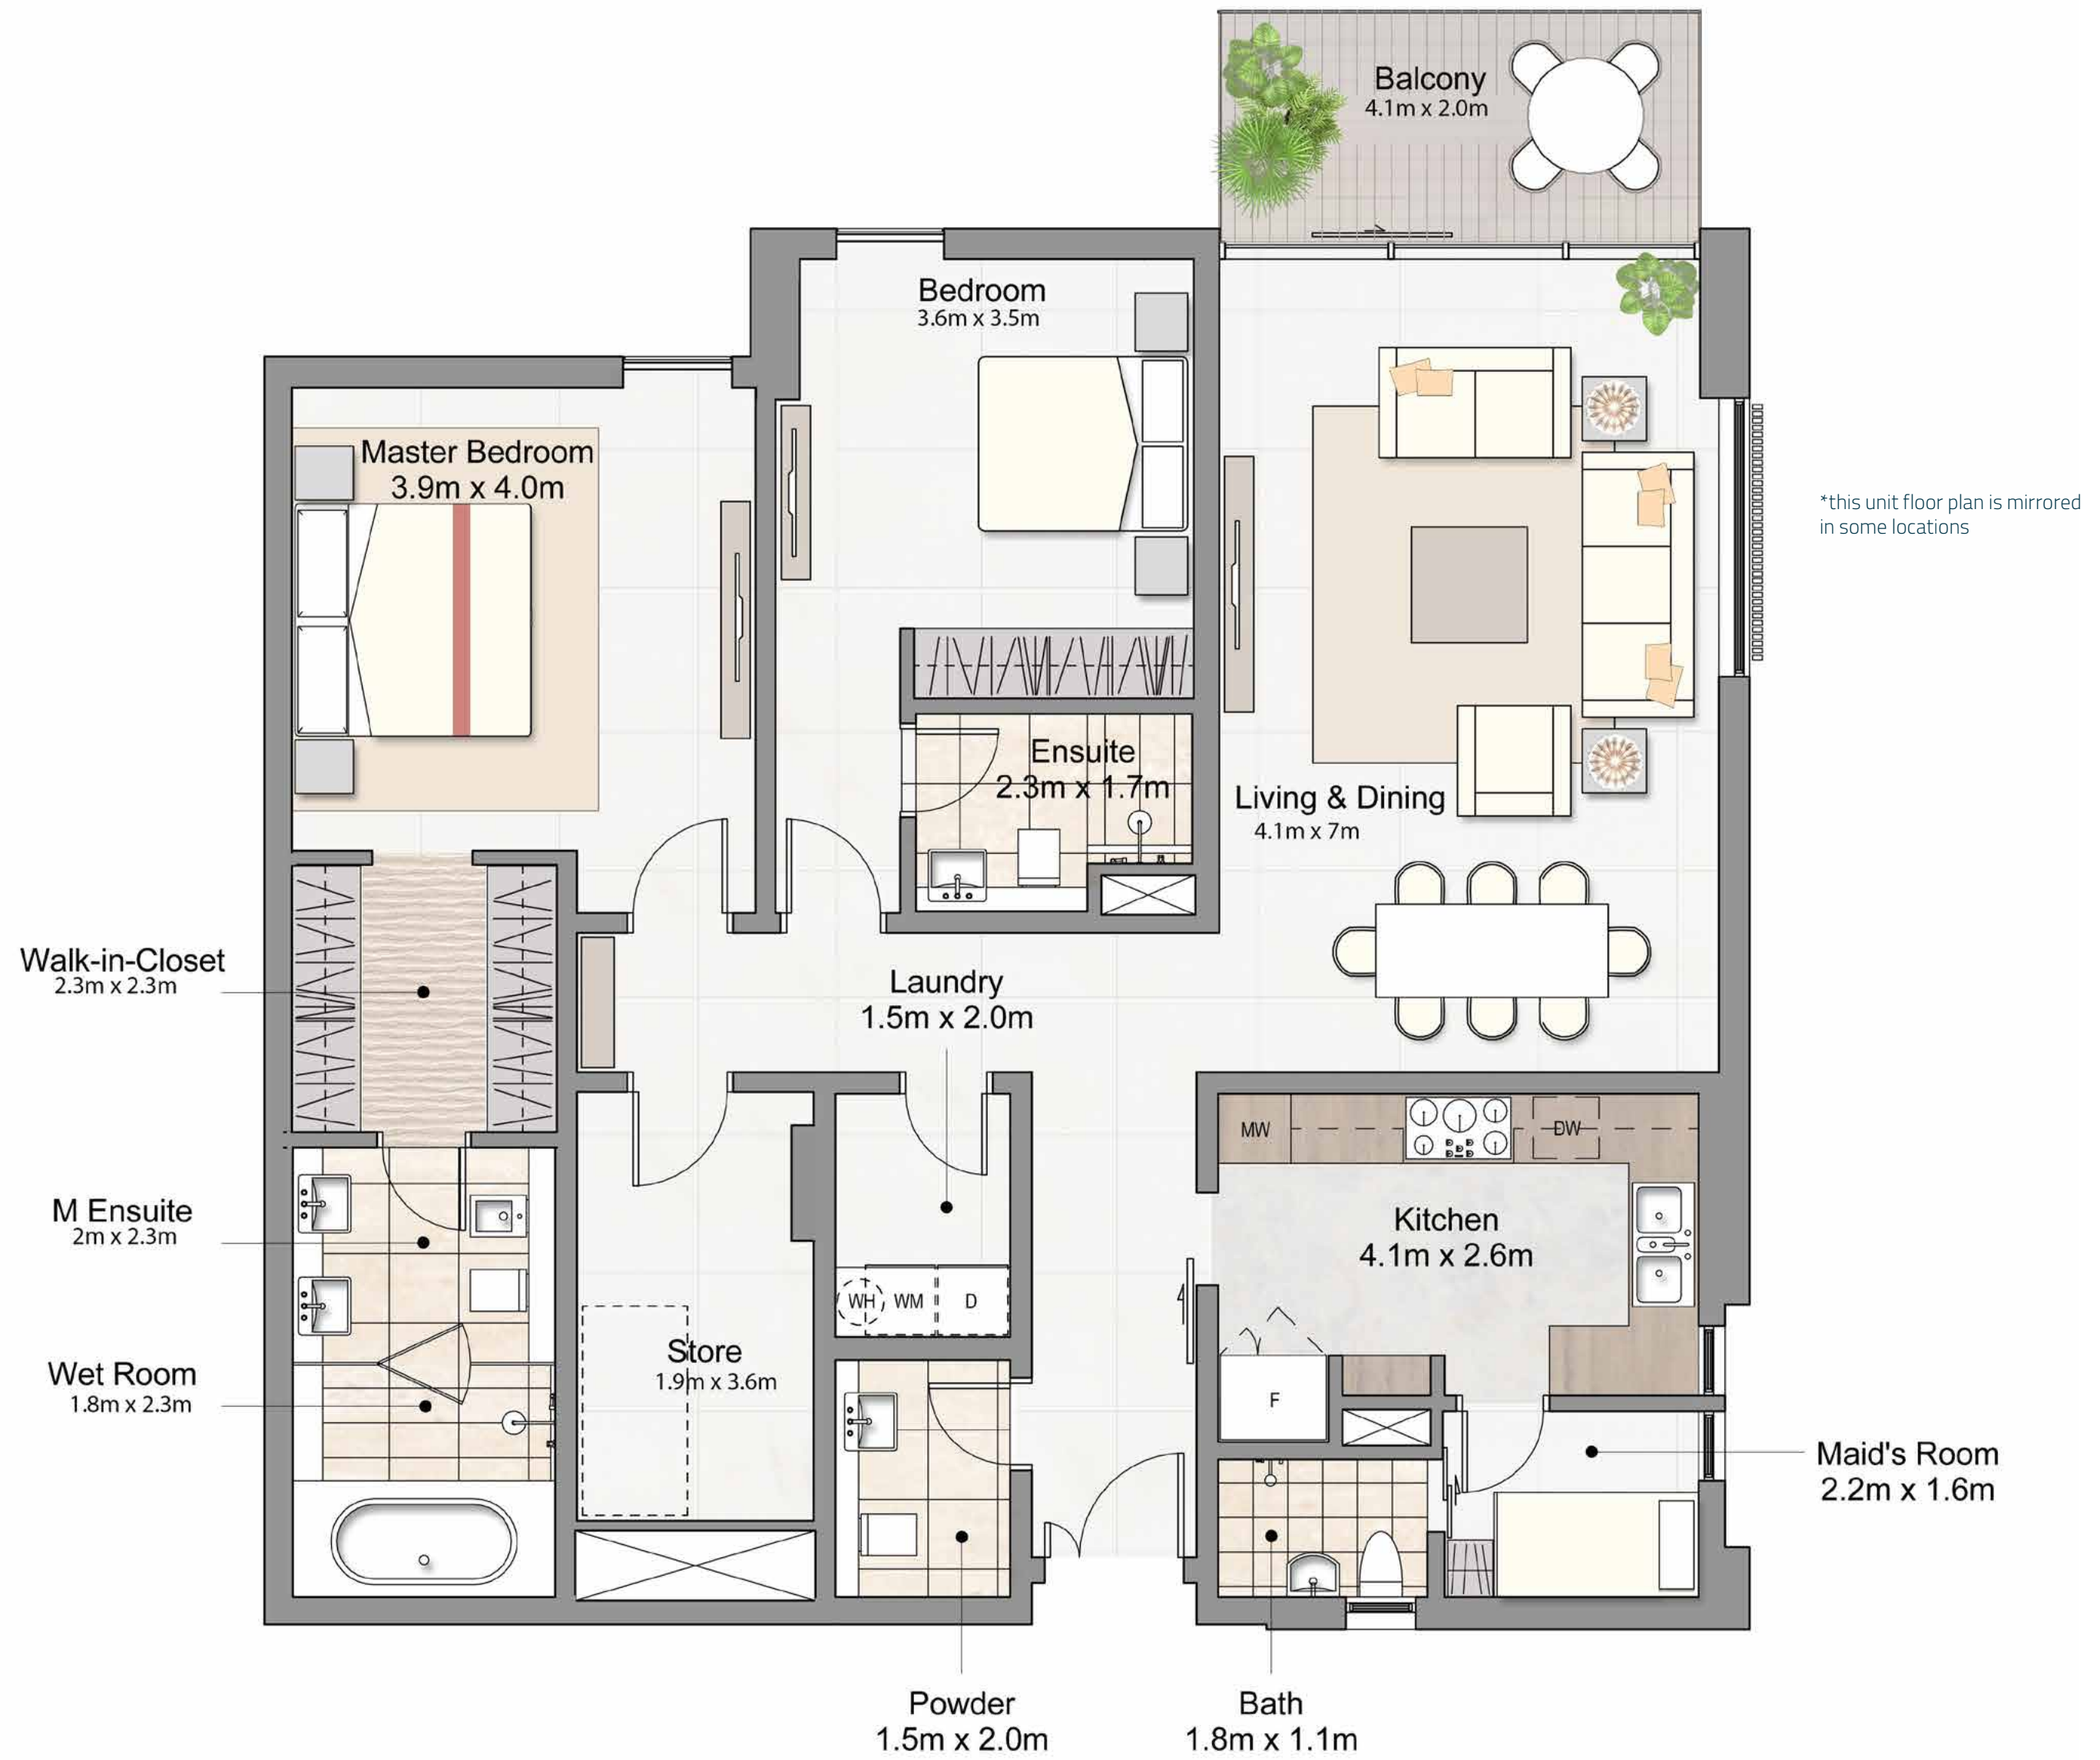 Balcony
4.1m x 2.0m
Bedroom
3.6m x 3.5m
Master Bedroom
3.9m x 4.0m
*this unit floor plan is mirrored
in some locations
Ensuite
2.3m x 1.7m
Living & Dining
4.1m x 7m
Walk-in-Closet
2.3m x 2.3m
Laundry
1.5m x 2.0m
MW
DW
M Ensuite
2m x 2.3m
Kitchen
4.1m x 2.6m
WH
WM
D
Store
1.9m x 3.6m
Wet Room
1.8m x 2.3m
F
Maid's Room
2.2m x 1.6m
Powder
1.5m x 2.0m
Bath
1.8m x 1.1m